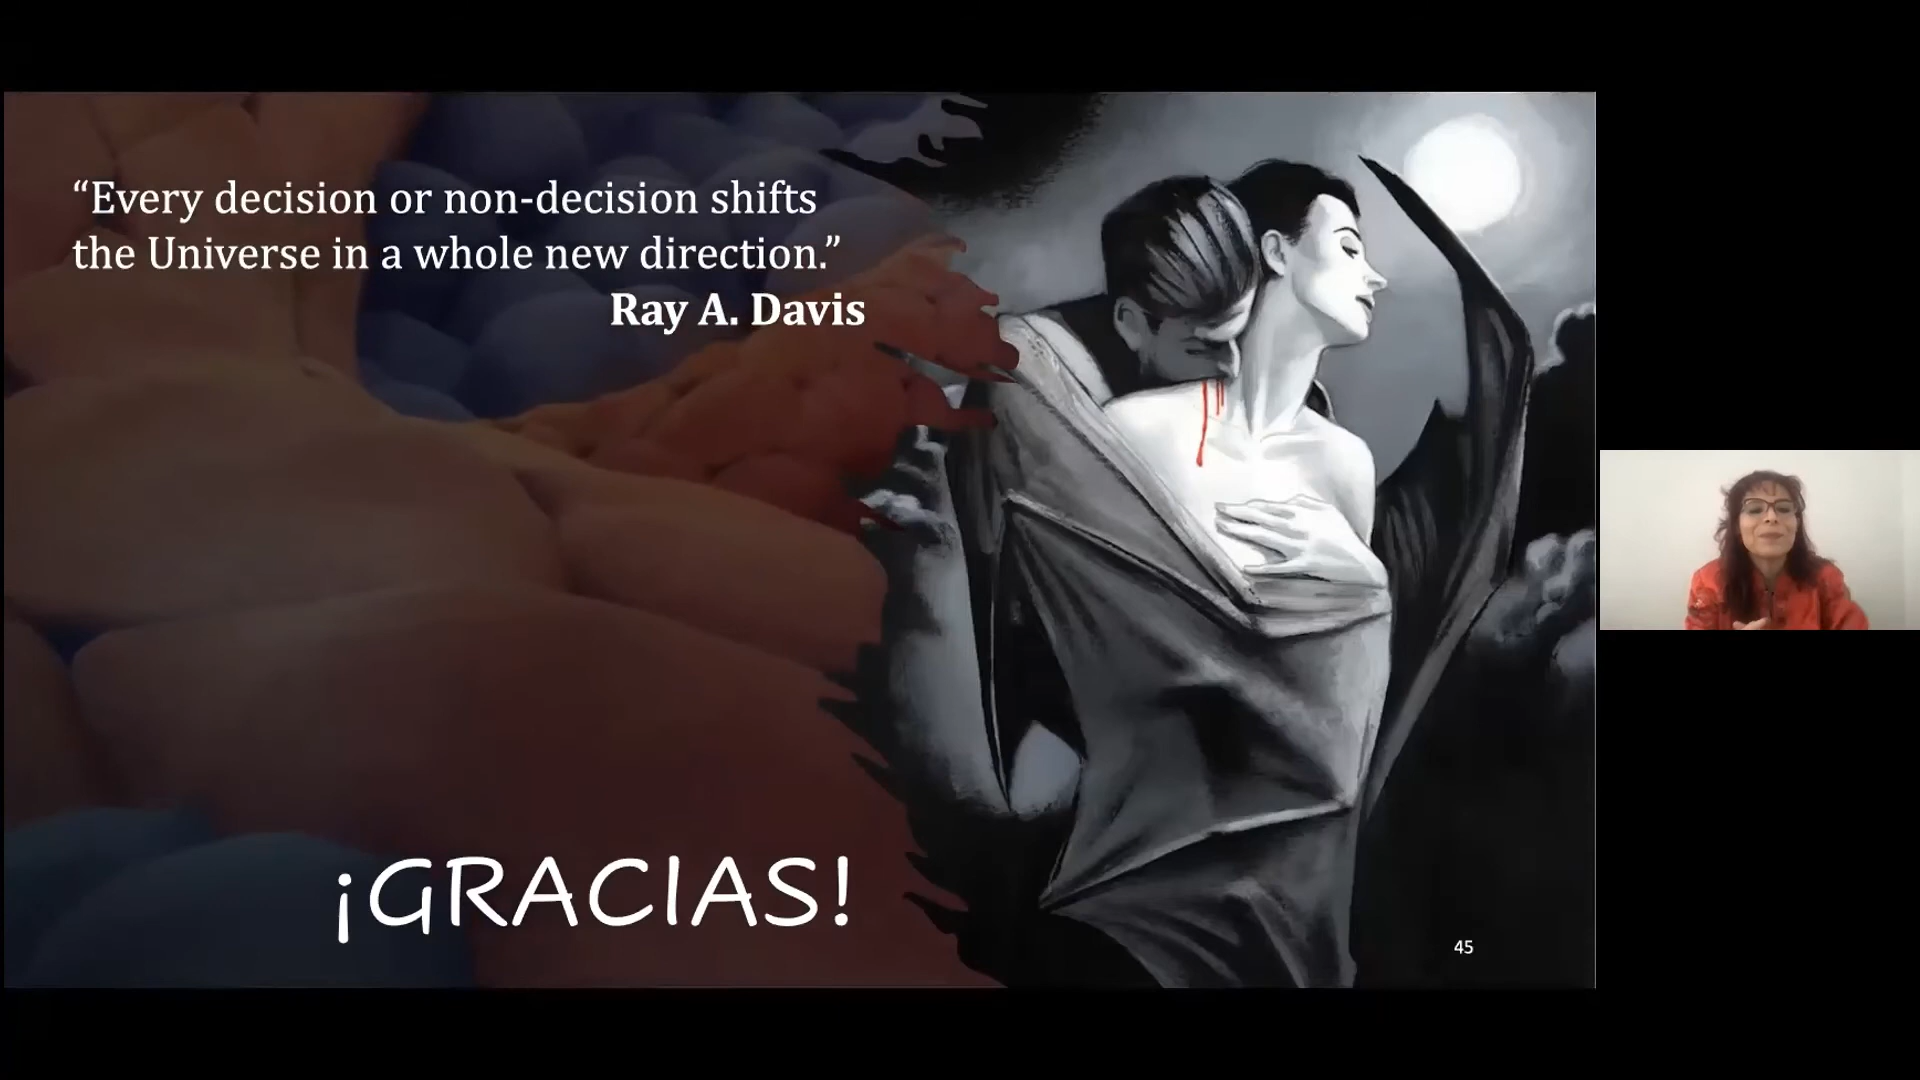 “Every decision or non-decision shifts
the Universe in a whole new direction.”
Ray A. Davis
¡GRACIAS!
45